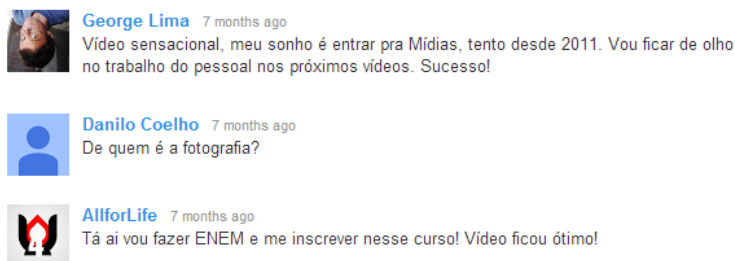 George Lima 7 months ago
Vídeo sensacional, meu sonho é entrar pra Mídias, tento desde 2011. Vou ficar de olho
no trabalho do pessoal nos próximos vídeos. Sucesso!
Danilo Coelho 7 months ago
De quem é a fotografia?
AllforLife 7 months ago
4
Tá ai vou fazer ENEM e me inscrever nesse curso! Vídeo ficou ótimo!